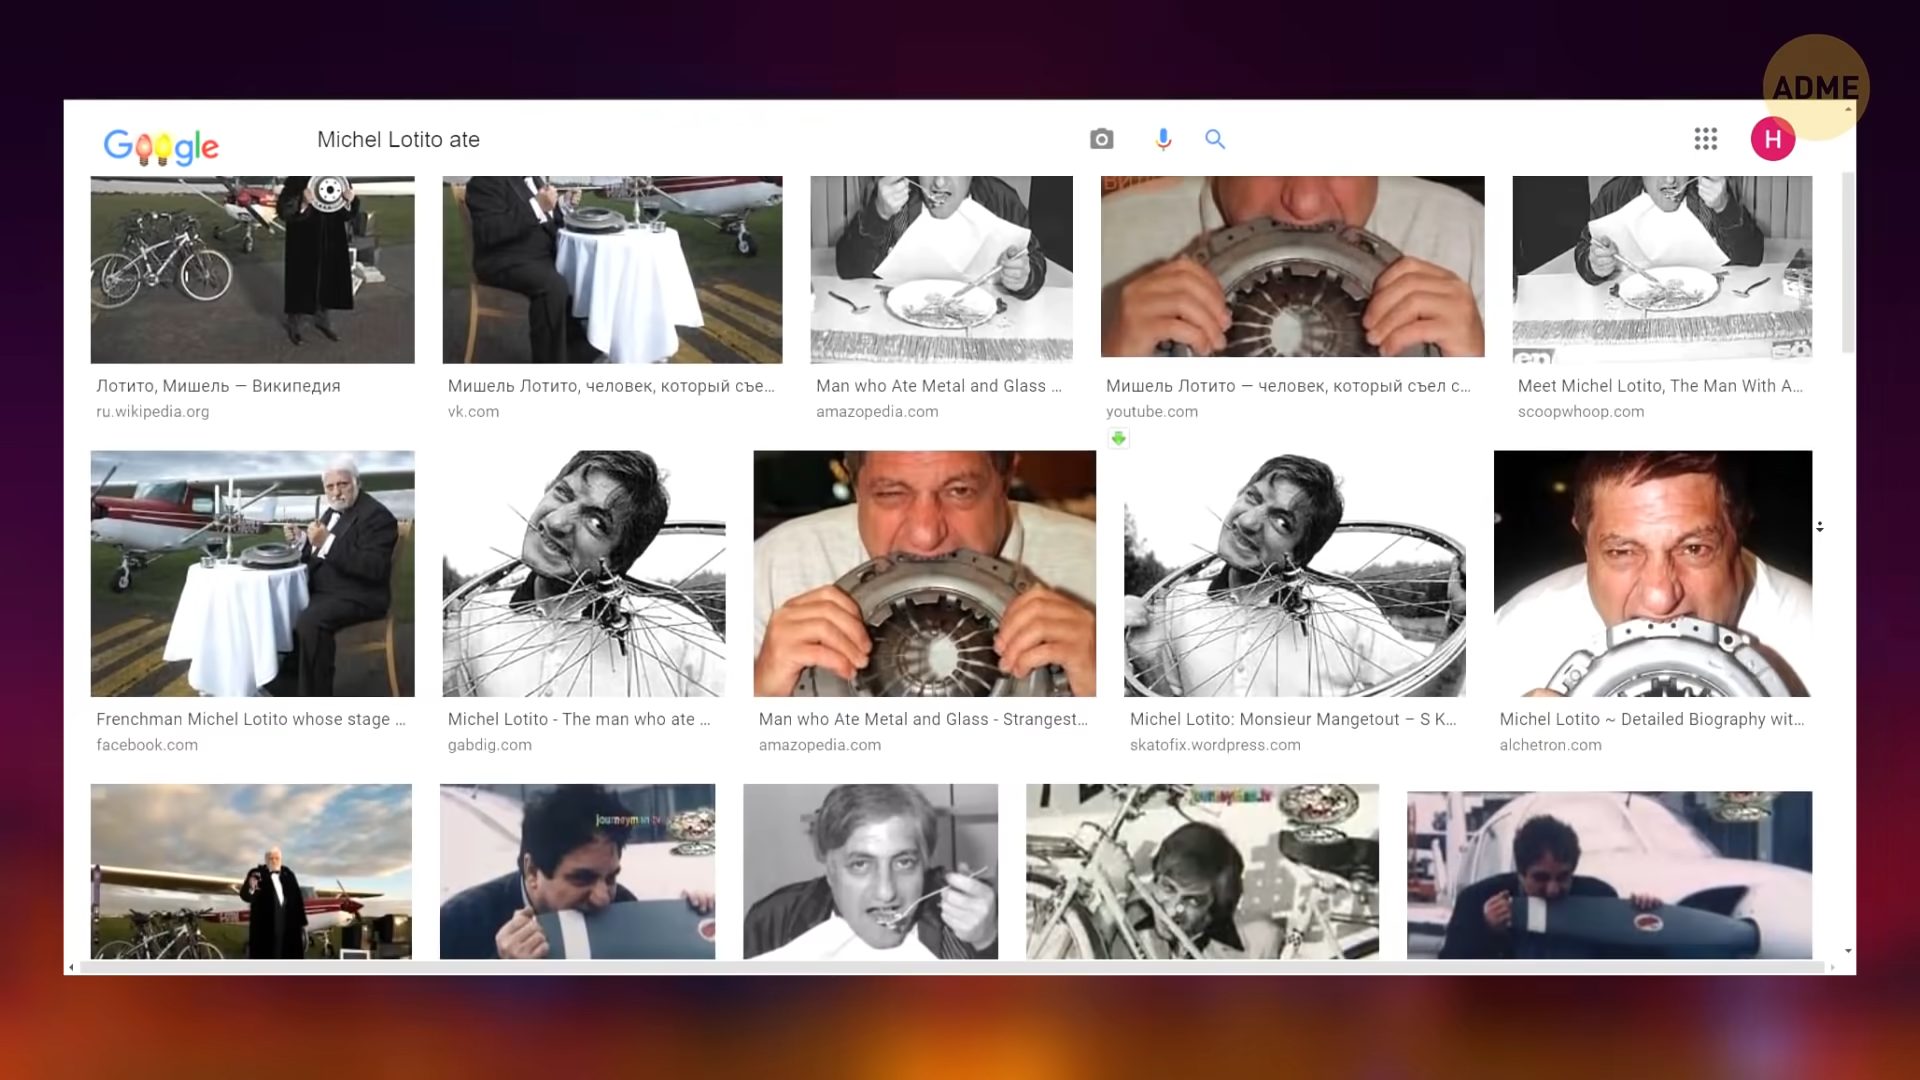 ADME
Google
Michel Lotito ate
H
Лотито, Мишель — Википедия
ru.wikipedia.org
Мишель Лотито, человек, который съе...
vk.com
Man who Ate Metal and Glass ...
amazopedia.com
Мишель Лотито — человек, который съел с...
youtube.com
Meet Michel Lotito, The Man With A...
scoopwhoop.com
Frenchman Michel Lotito whose stage ...
facebook.com
Michel Lotito - The man who ate ...
gabdig.com
Man who Ate Metal and Glass - Strangest...
amazopedia.com
Michel Lotito: Monsieur Mangetout – S K...
skatofix.wordpress.com
Michel Lotito ~ Detailed Biography wit...
alchetron.com
journeyman.tv
journeyman.tv